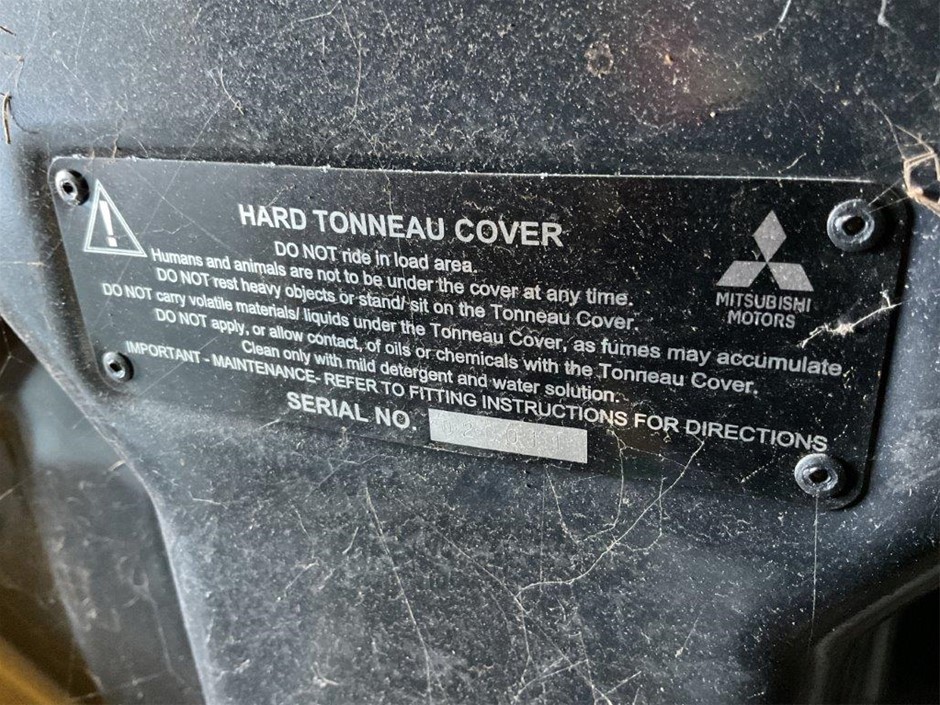 HARD TONNEAU COVER
DO NOT ride in load area.
Humans and animals are not to be under the cover at any time.
DO NOT rest heavy objects or stand/ sit on the Tonneau Cover.
DO NOT carry volatile materials/ liquids under the Tonneau Cover, as fumes may accumulate.
DO NOT apply, or allow contact, of oils or chemicals with the Tonneau Cover.
Clean only with mild detergent and water solution.
IMPORTANT - MAINTENANCE- REFER TO FITTING INSTRUCTIONS FOR DIRECTIONS
SERIAL NO.
MITSUBISHI
MOTORS